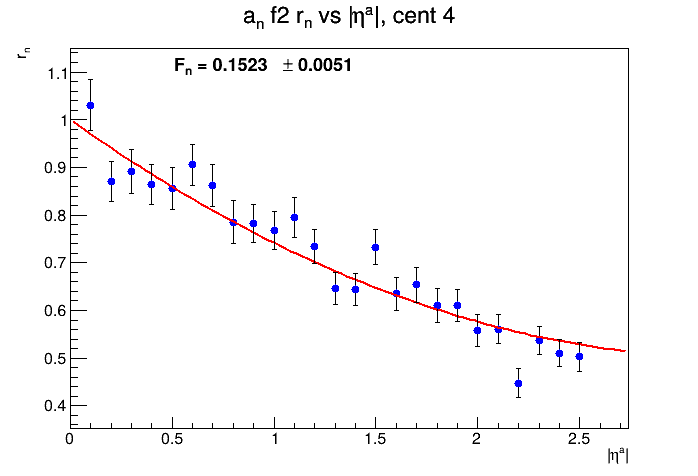 aₙ f2 rₙ vs |ηᵃ|, cent 4
rₙ
Fₙ = 0.1523 ± 0.0051
1.1
1
0.9
0.8
0.7
0.6
0.5
0.4
0 0.5 1 1.5 2 2.5
|ηᵃ|